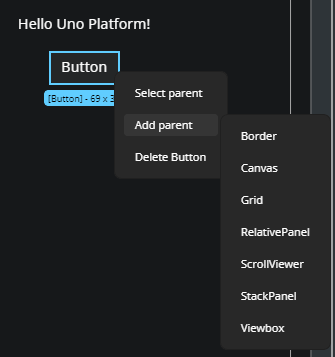 Hello Uno Platform!
Button
[Button] - 69 x 3
Select parent
Add parent
Delete Button
Border
Canvas
Grid
RelativePanel
ScrollViewer
StackPanel
Viewbox